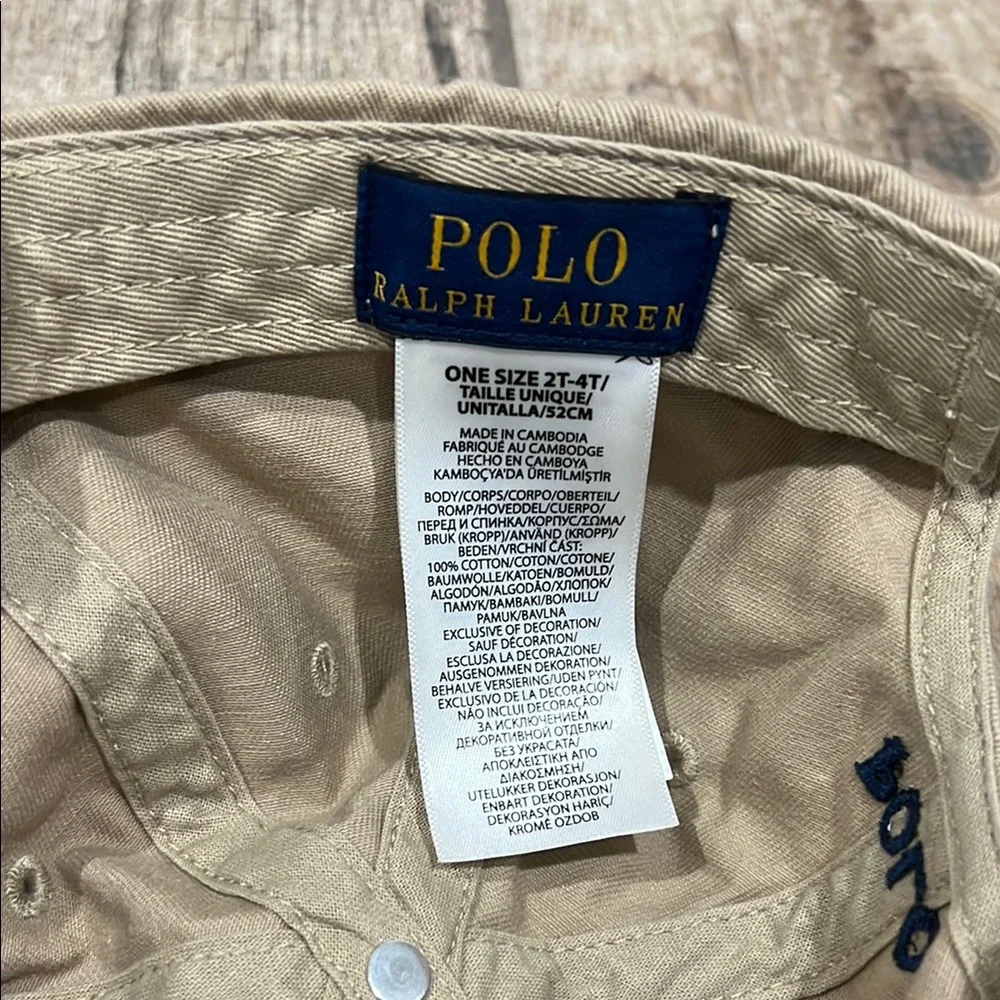 POLO
RALPH LAUREN
ONE SIZE 2T-4T/
TAILLE UNIQUE/
UNITALLA/52CM
MADE IN CAMBODIA
FABRIQUÉ AU CAMBODGE
HECHO EN CAMBOYA
KAMBOÇYA'DA ÜRETİLMİŞTİR
BODY/CORPS/CORPO/OBERTEIL/
ROMP/HOVEDDEL/CUERPO/
ПЕРЕД И СПИНКА/КОРПУС/ΣΩΜΑ/
BRUK (KROPP)/ANVÄND (KROPP)/
BEDEN/VRCHNÍ ČÁST:
100% COTTON/COTON/COTONE/
BAUMWOLLE/KATOEN/BOMULD/
ALGODÓN/ALGODÃO/ХЛОПОК/
ПАМУК/ΒΑΜΒΑΚΙ/BOMULL/
PAMUK/BAVLNA
EXCLUSIVE OF DECORATION/
SAUF DÉCORATION/
ESCLUSA LA DECORAZIONE/
AUSGENOMMEN DEKORATION/
BEHALVE VERSIERING/UDEN PYNT/
EXCLUSIVO DE LA DECORACIÓN/
NÃO INCLUI DECORAÇÃO/
ЗА ИСКЛЮЧЕНИЕМ
ДЕКОРАТИВНОЙ ОТДЕЛКИ/
БЕЗ УКРАСАТА/
ΑΠΟΚΛΕΙΣΤΙΚΗ ΑΠΟ
ΔΙΑΚΟΣΜΗΣΗ/
UTELUKKER DEKORASJON/
ENBART DEKORATION/
DEKORASYON HARİÇ/
KROMĚ OZDOB
POLO